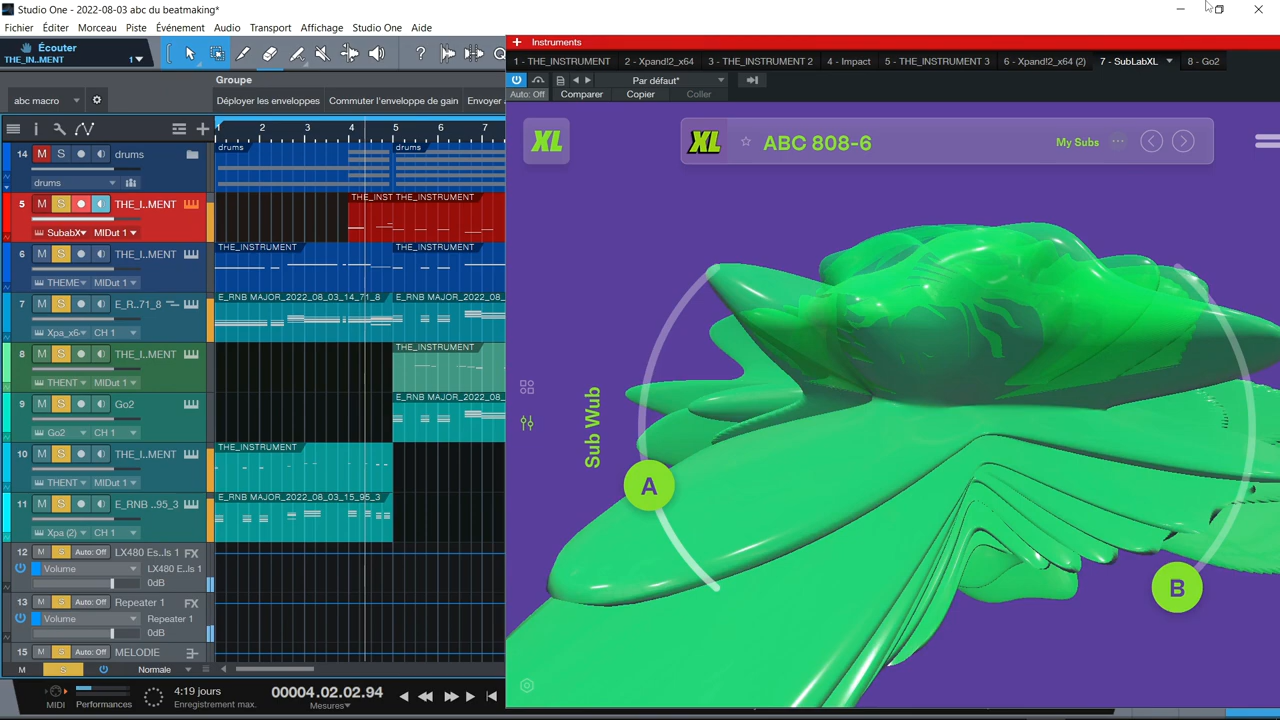 Studio One - 2022-08-03 abc du beatmaking*
Fichier Éditer Morceau Piste Événement Audio Transport Affichage Studio One Aide
Écouter
THE_IN..MENT 1
Instruments
1 - THE_INSTRUMENT 2 - Xpand!2_x64 3 - THE_INSTRUMENT 2 4 - Impact 5 - THE_INSTRUMENT 3 6 - Xpand!2_x64 (2) 7 - SubLabXL 8 - Go2
Par défaut*
Auto: Off Comparer Copier Coller
Groupe
abc macro Déployer les enveloppes Commuter l'enveloppe de gain Envoyer
1 2 3 4 5 6 7
14 M S drums
drums
drums drums
5 M S THE_I..MENT
SubabX MIDut 1
THE_INST THE_INSTRUMENT
6 M S THE_I..MENT
THEME MIDut 1
THE_INSTRUMENT THE_INSTRUMENT
7 M S E_R..71_8
Xpa_x6 CH 1
E_RNB MAJOR_2022_08_03_14_71_8 E_RNB MAJOR_2022_08_
8 M S THE_I..MENT
THENT MIDut 1
THE_INSTRUMENT
9 M S Go2
Go2 CH 1
E_RNB MAJOR_2022_08_
10 M S THE_I..MENT
THENT MIDut 1
THE_INSTRUMENT
11 M S E_RNB ..95_3
Xpa (2) CH 1
E_RNB MAJOR_2022_08_03_15_95_3
12 M S Auto: Off LX480 Es..ls 1 FX
Volume LX480 E..ls 1
0dB
13 M S Auto: Off Repeater 1 FX
Volume Repeater 1
0dB
15 M S Auto: Off MELODIE
M S Normale
MIDI Performances
4:19 jours
Enregistrement max.
00004.02.02.94
Mesures
XL
XL ABC 808-6 My Subs
Sub Wub
A
B